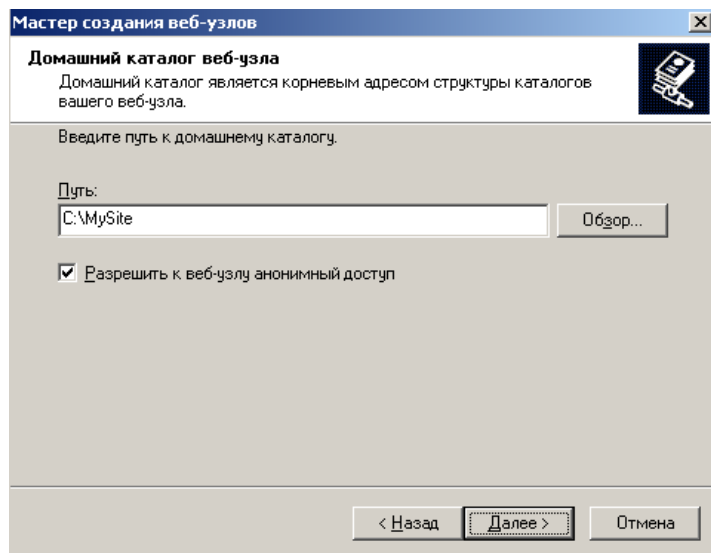 Мастер создания веб-узлов
Домашний каталог веб-узла
Домашний каталог является корневым адресом структуры каталогов
вашего веб-узла.
Введите путь к домашнему каталогу.
Путь:
C:\MySite
Обзор...
Разрешить к веб-узлу анонимный доступ
< Назад Далее > Отмена